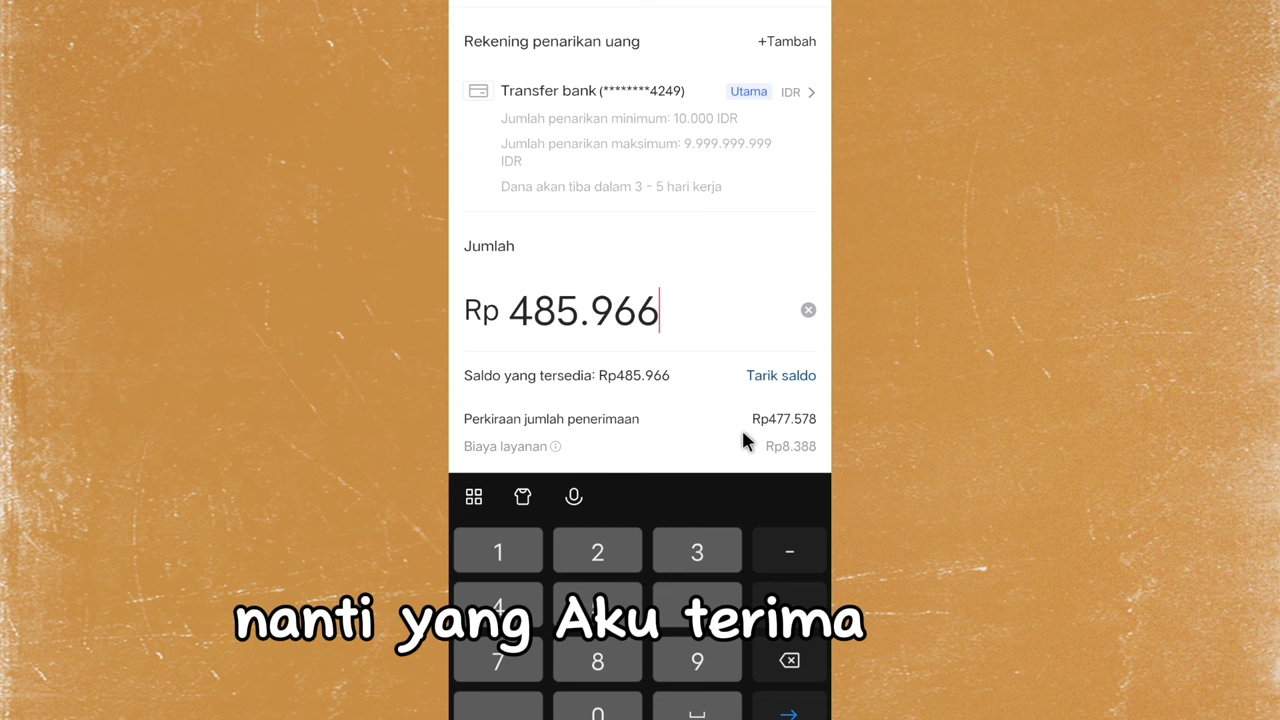 Rekening penarikan uang +Tambah
Transfer bank (********4249) Utama IDR
Jumlah penarikan minimum: 10.000 IDR
Jumlah penarikan maksimum: 9.999.999.999
IDR
Dana akan tiba dalam 3 - 5 hari kerja
Jumlah
Rp 485.966
Saldo yang tersedia: Rp485.966 Tarik saldo
Perkiraan jumlah penerimaan Rp477.578
Biaya layanan Rp8.388
1 2 3 -
4
nanti yang Aku terima
7 8 9
0